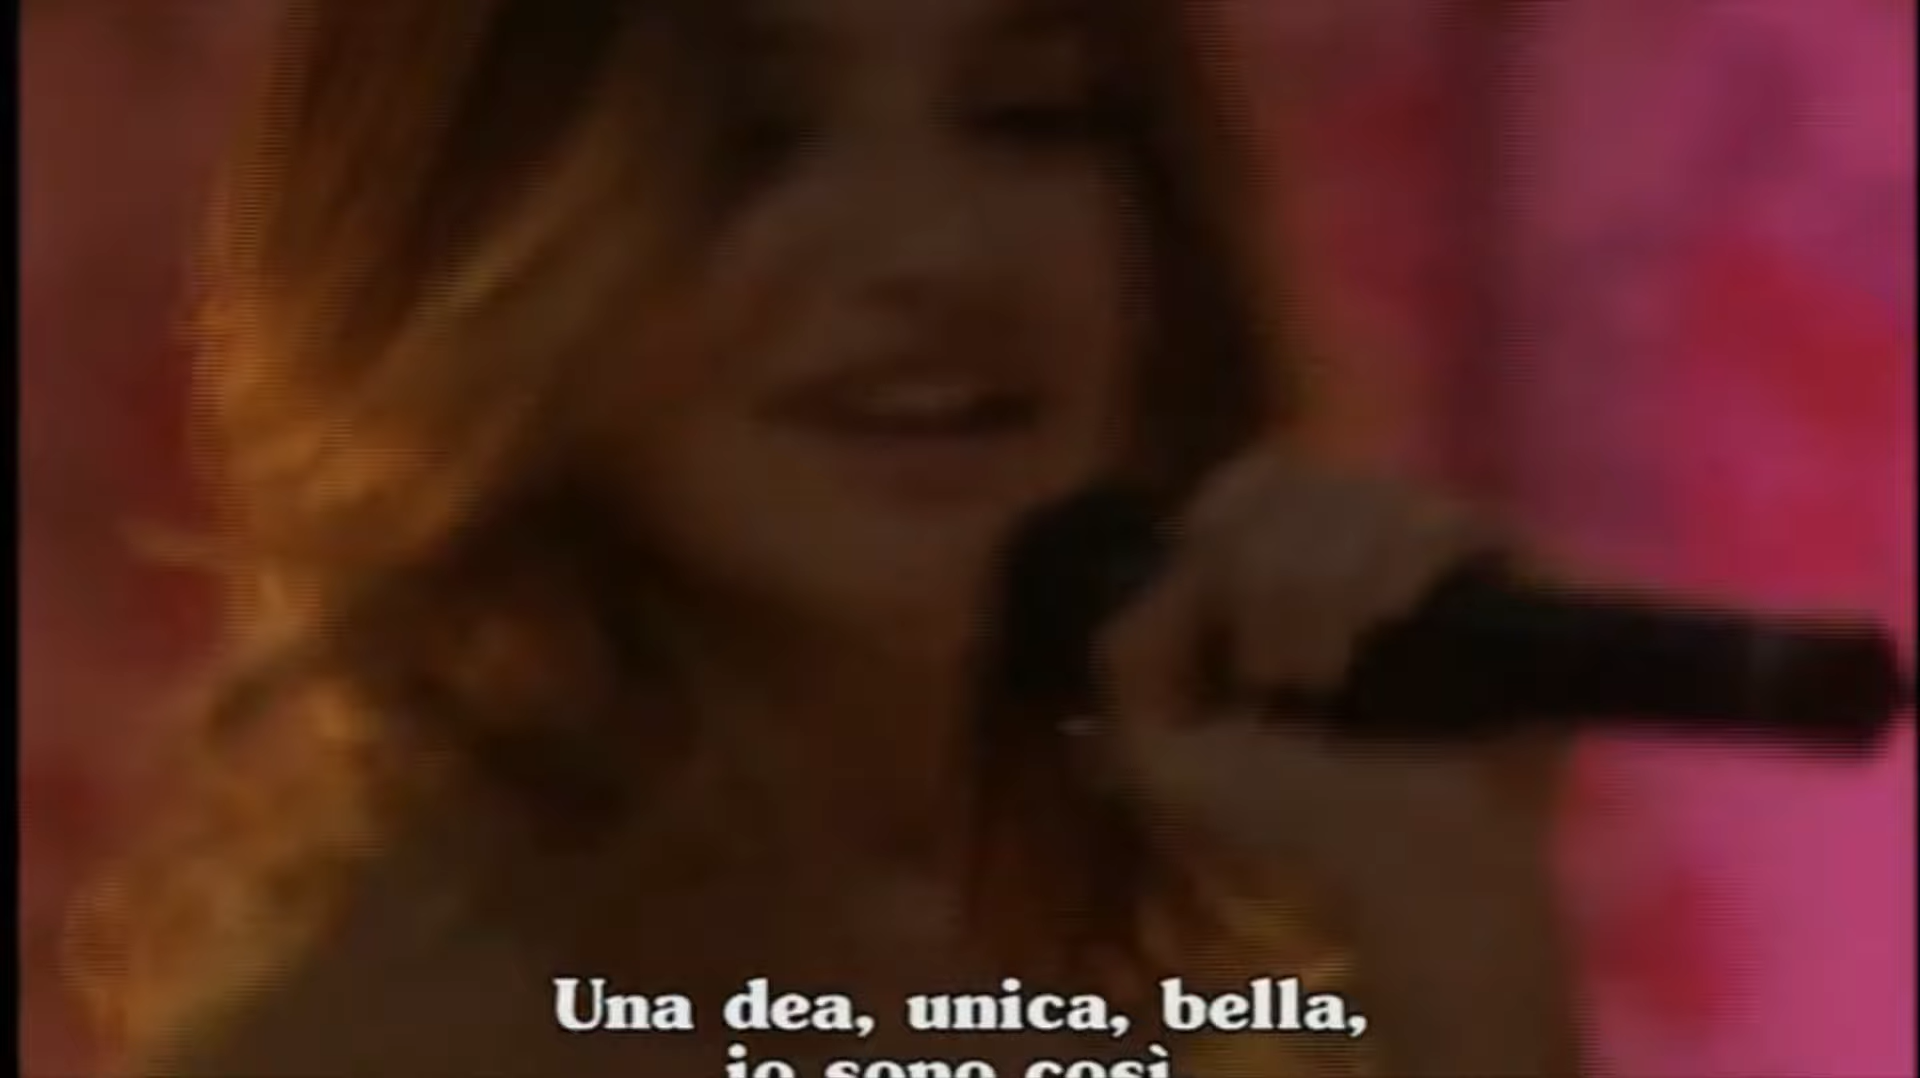 Una dea, unica, bella,
io sono così